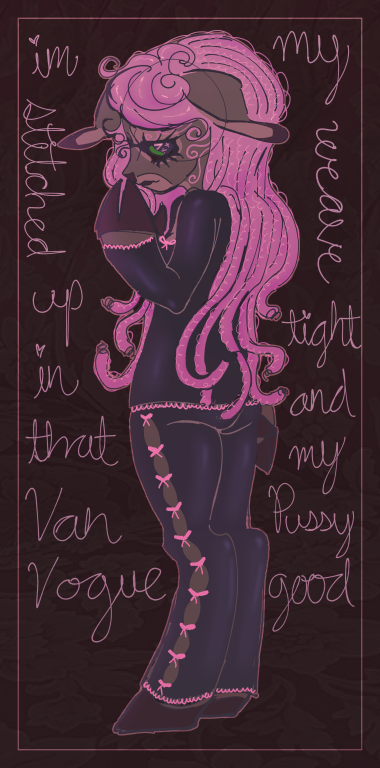 im
stitched
up
in
that
Van
Vogue
my
weave
tight
and
my
Pussy
good